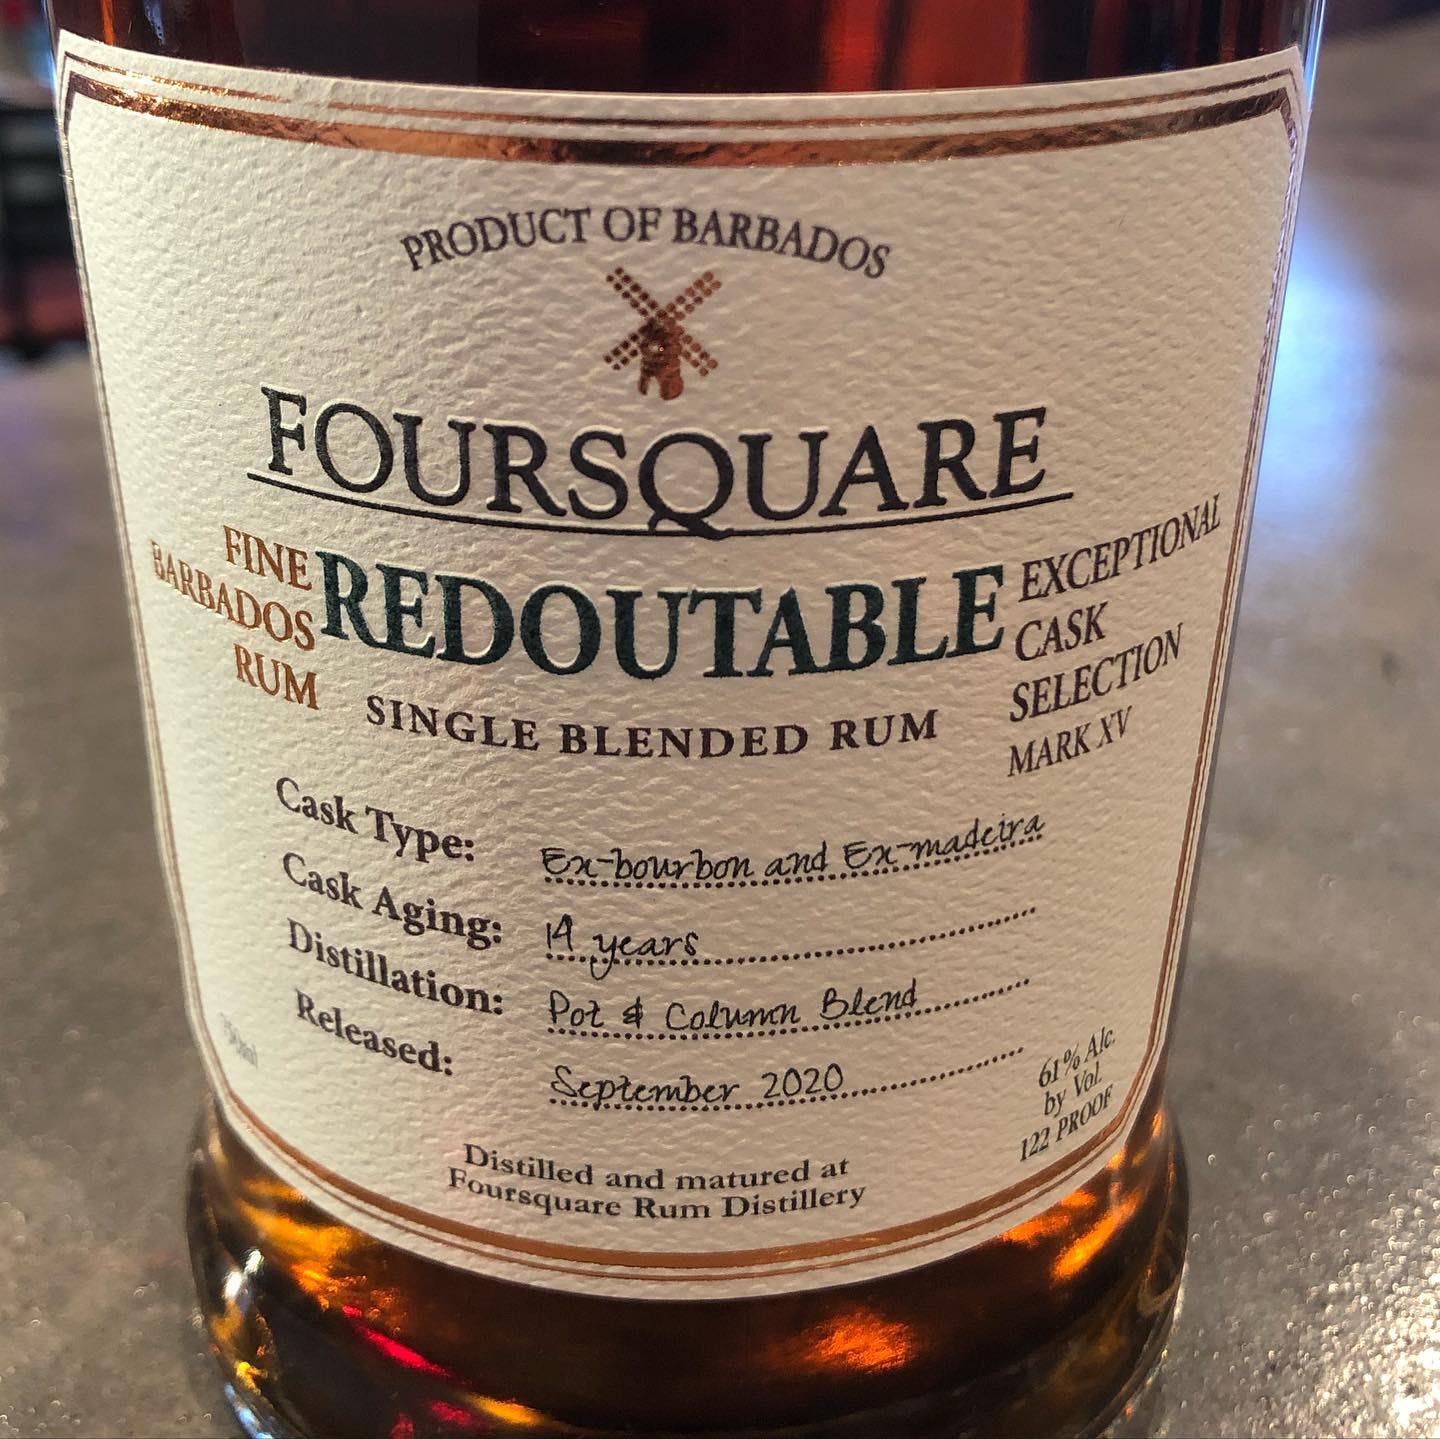 PRODUCT OF BARBADOS
FOURSQUARE
FINE
BARBADOS
RUM
REDOUTABLE
EXCEPTIONAL
CASK
SELECTION
MARK XV
SINGLE BLENDED RUM
Cask Type: Ex-bourbon and Ex-madeira
Cask Aging: 14 years
Distillation: Pot & Column Blend
Released: September 2020
750ml
61% Alc.
by Vol.
122 PROOF
Distilled and matured at
Foursquare Rum Distillery